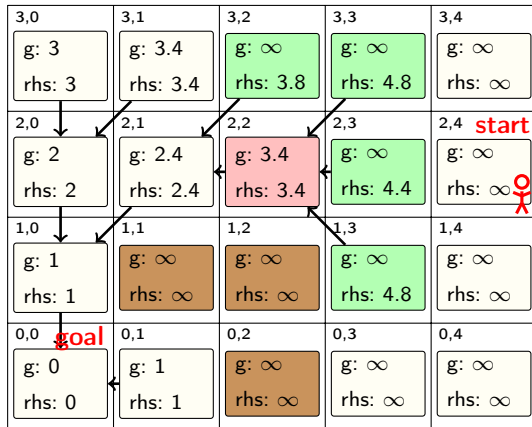 3,0 3,1 3,2 3,3 3,4
g: 3 g: 3.4 g: ∞ g: ∞ g: ∞
rhs: 3 rhs: 3.4 rhs: 3.8 rhs: 4.8 rhs: ∞
2,0 2,1 2,2 2,3 2,4 start
g: 2 g: 2.4 g: 3.4 g: ∞ g: ∞
rhs: 2 rhs: 2.4 rhs: 3.4 rhs: 4.4 rhs: ∞
1,0 1,1 1,2 1,3 1,4
g: 1 g: ∞ g: ∞ g: ∞ g: ∞
rhs: 1 rhs: ∞ rhs: ∞ rhs: 4.8 rhs: ∞
0,0 goal 0,1 0,2 0,3 0,4
g: 0 g: 1 g: ∞ g: ∞ g: ∞
rhs: 0 rhs: 1 rhs: ∞ rhs: ∞ rhs: ∞